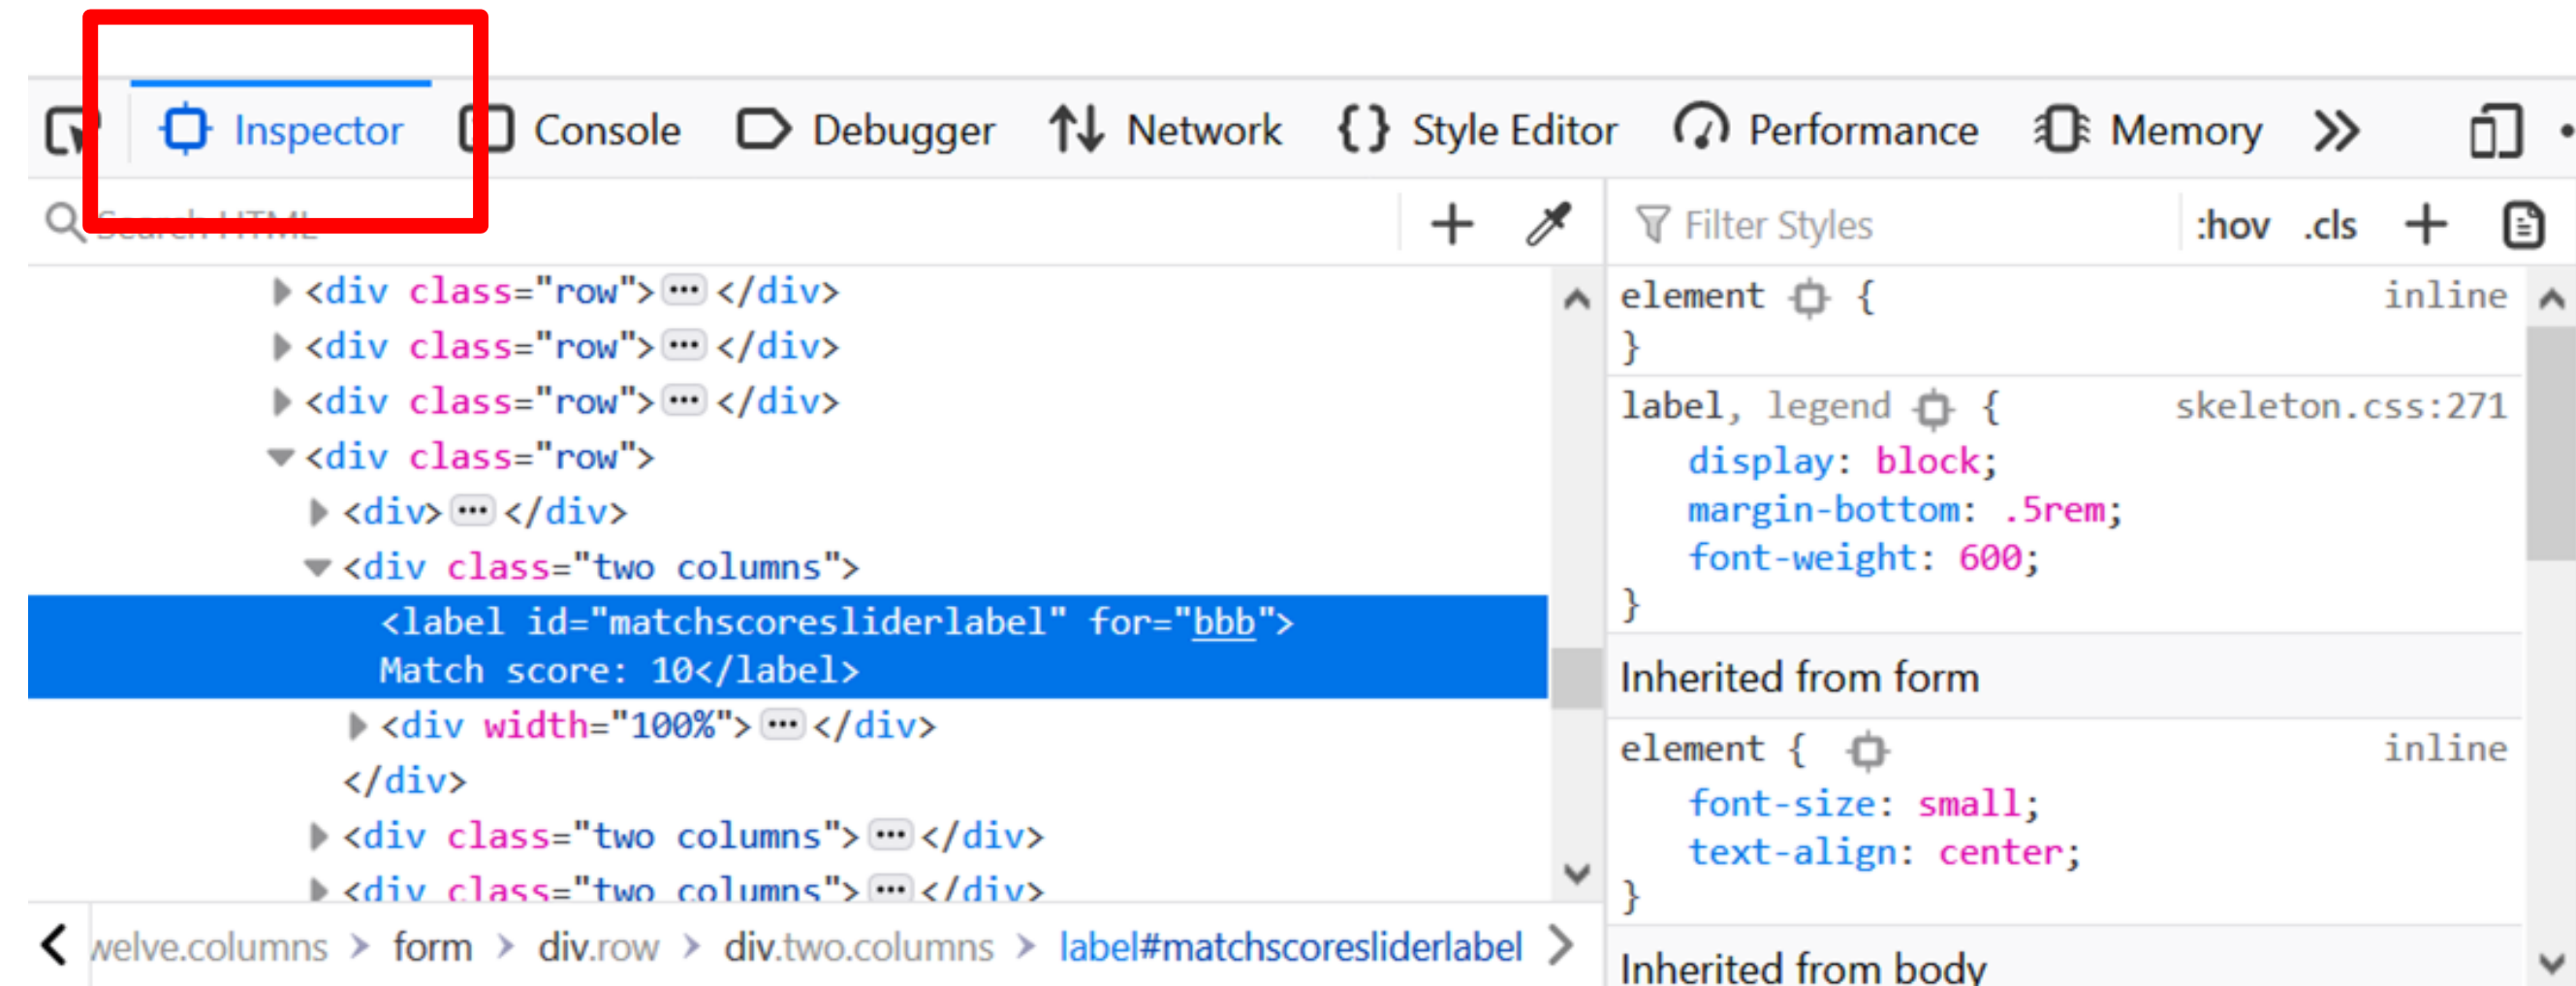 Inspector Console Debugger Network Style Editor Performance Memory
Search HTML
Filter Styles :hov .cls
<div class="row"></div>
<div class="row"></div>
<div class="row"></div>
<div class="row">
<div></div>
<div class="two columns">
<label id="matchscoresliderlabel" for="bbb">
Match score: 10</label>
<div width="100%"></div>
</div>
<div class="two columns"></div>
<div class="two columns"></div>
welve.columns > form > div.row > div.two.columns > label#matchscoresliderlabel
element { inline
}
label, legend { skeleton.css:271
display: block;
margin-bottom: .5rem;
font-weight: 600;
}
Inherited from form
element { inline
font-size: small;
text-align: center;
}
Inherited from body